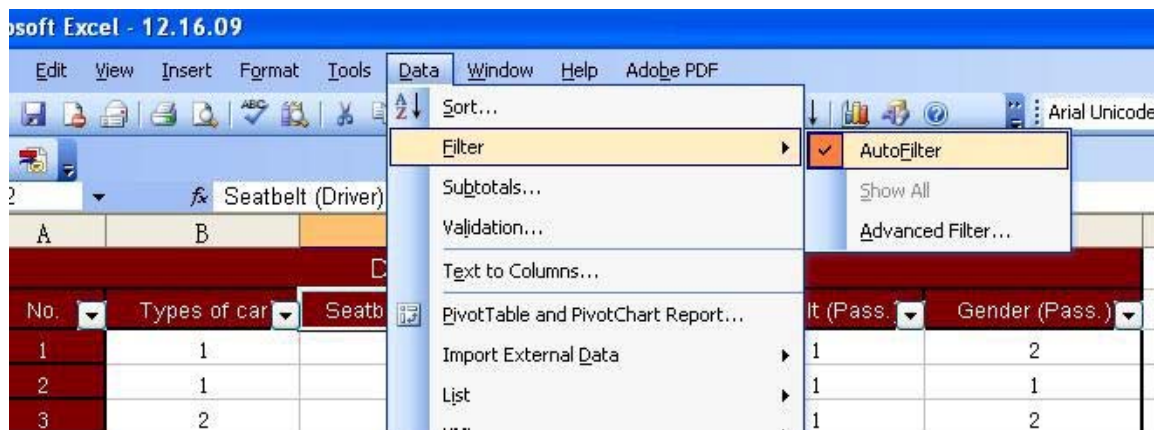 osoft Excel - 12.16.09
Edit View Insert Format Tools Data Window Help Adobe PDF
Sort...
Arial Unicode
Filter
AutoFilter
Subtotals...
Show All
fx Seatbelt (Driver)
Validation...
Advanced Filter...
A B
Text to Columns...
No. Types of car Seatb
PivotTable and PivotChart Report...
lt (Pass.) Gender (Pass.)
1 1
Import External Data
1 2
2 1
List
1 1
3 2
1 2